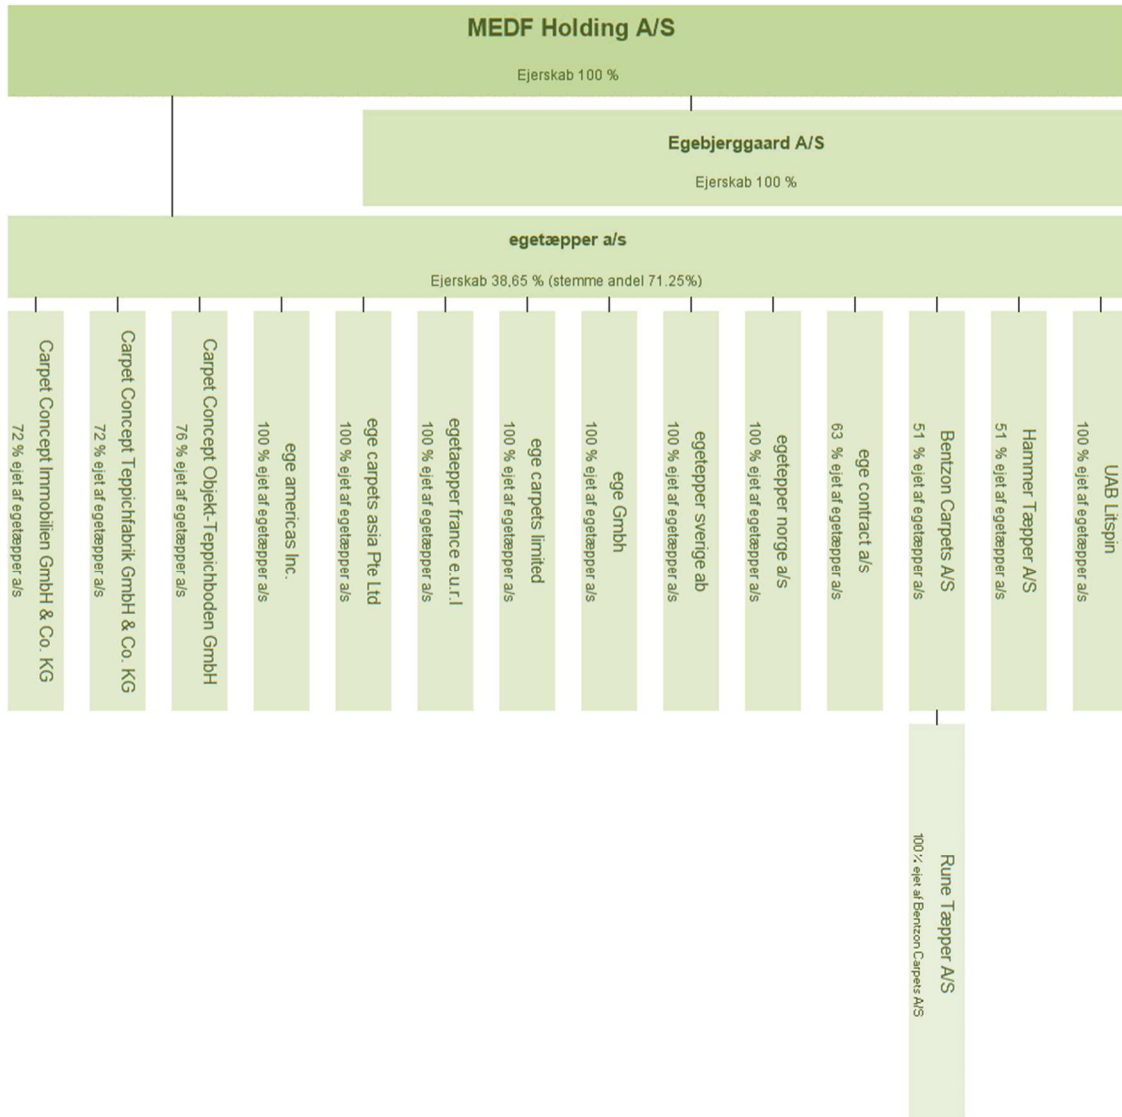 MEDF Holding A/S
Ejerskab 100 %
Egebjerggaard A/S
Ejerskab 100 %
egetæpper a/s
Ejerskab 38,65 % (stemme andel 71.25%)
Carpet Concept Immobilien GmbH & Co. KG
72 % ejet af egetæpper a/s
Carpet Concept Teppichfabrik GmbH & Co. KG
72 % ejet af egetæpper a/s
Carpet Concept Objekt-Teppichboden GmbH
76 % ejet af egetæpper a/s
ege americas Inc.
100 % ejet af egetæpper a/s
ege carpets asia Pte Ltd
100 % ejet af egetæpper a/s
egetaepper france e.u.r.l
100 % ejet af egetæpper a/s
ege carpets limited
100 % ejet af egetæpper a/s
ege Gmbh
100 % ejet af egetæpper a/s
egetepper sverige ab
100 % ejet af egetæpper a/s
egetepper norge a/s
100 % ejet af egetæpper a/s
ege contract a/s
63 % ejet af egetæpper a/s
Bentzon Carpets A/S
51 % ejet af egetæpper a/s
Hammer Tæpper A/S
51 % ejet af egetæpper a/s
UAB Litspin
100 % ejet af egetæpper a/s
Rune Tæpper A/S
100 % ejet af Bentzon Carpets A/S